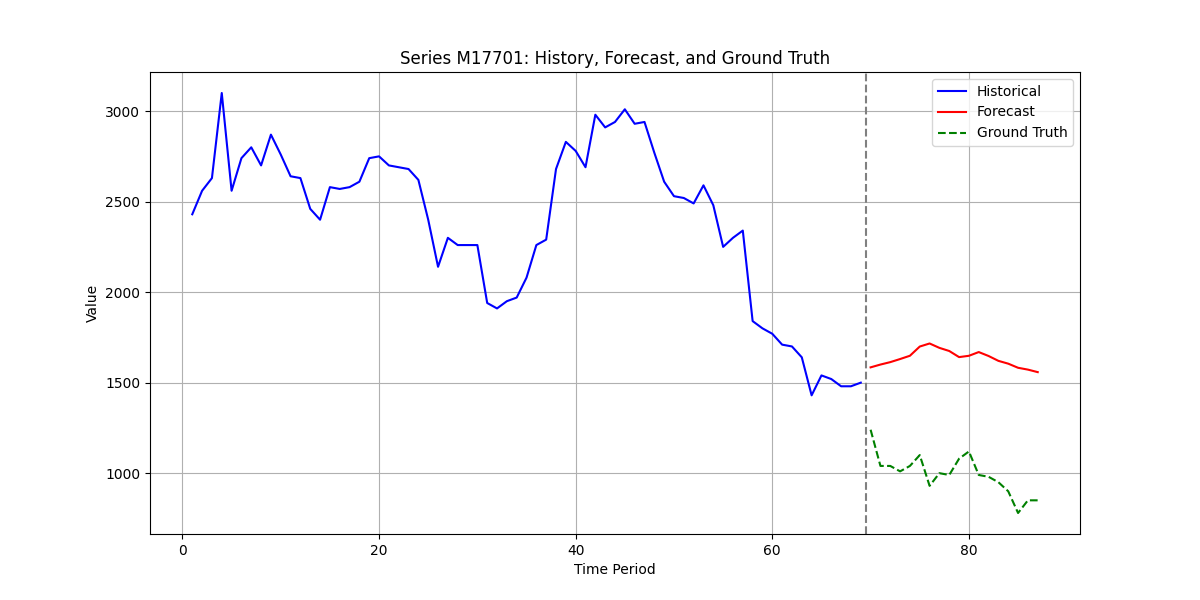 Series M17701: History, Forecast, and Ground Truth
Historical
Forecast
Ground Truth
3000
2500
2000
1500
1000
Value
0 20 40 60 80
Time Period